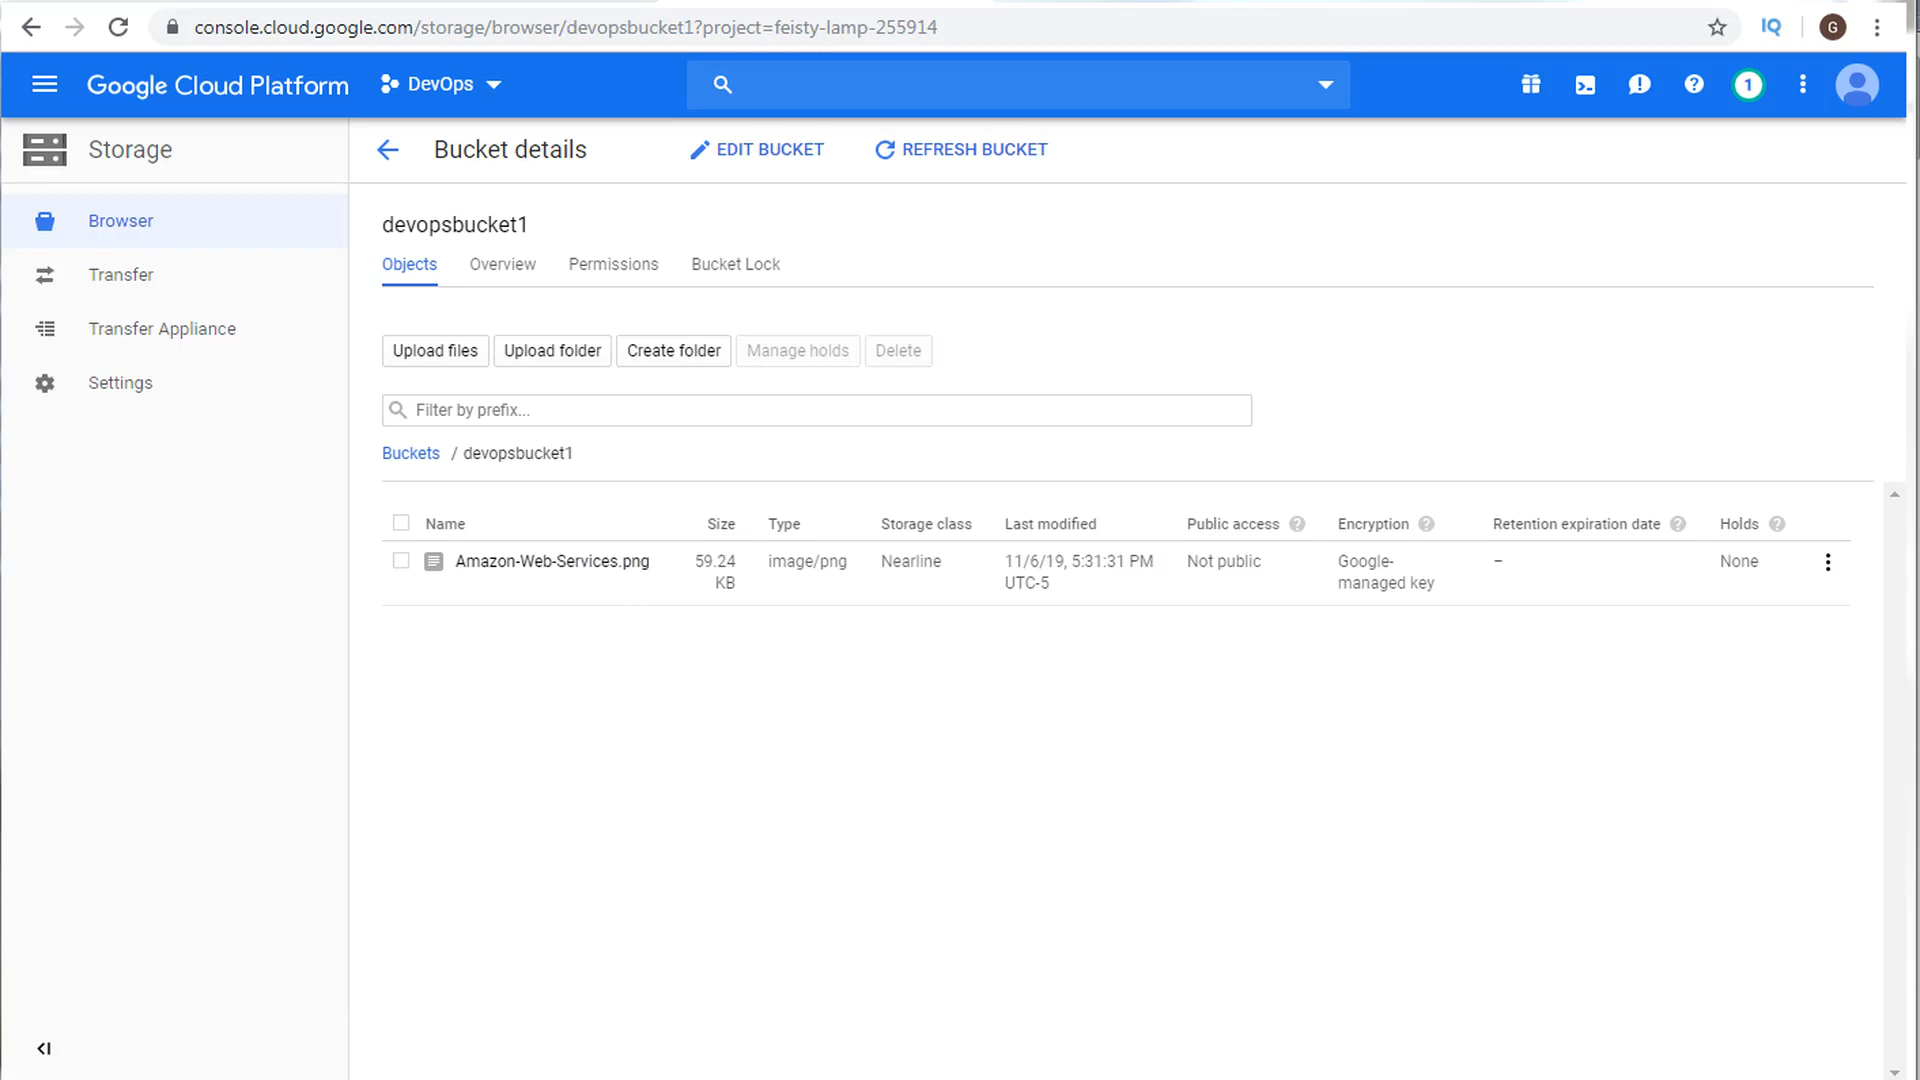 console.cloud.google.com/storage/browser/devopsbucket1?project=feisty-lamp-255914
IQ
G
Google Cloud Platform
DevOps
1
Storage
Bucket details
EDIT BUCKET
REFRESH BUCKET
Browser
Transfer
Transfer Appliance
Settings
devopsbucket1
Objects Overview Permissions Bucket Lock
Upload files Upload folder Create folder Manage holds Delete
Filter by prefix...
Buckets / devopsbucket1
Name Size Type Storage class Last modified Public access Encryption Retention expiration date Holds
Amazon-Web-Services.png 59.24 image/png Nearline 11/6/19, 5:31:31 PM Not public Google- – None
KB UTC-5 managed key